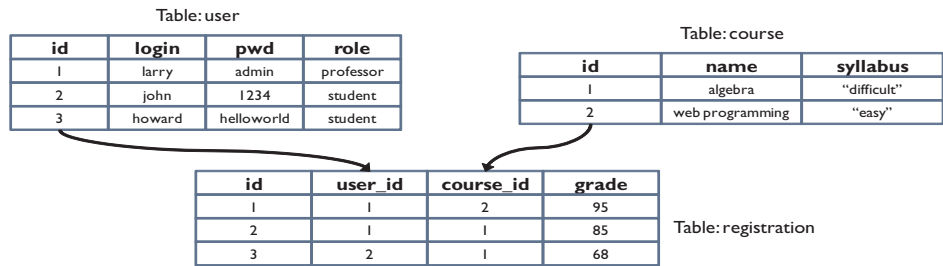 Table: user
id login pwd role
1 larry admin professor
2 john 1234 student
3 howard helloworld student
Table: course
id name syllabus
1 algebra “difficult”
2 web programming “easy”
id user_id course_id grade
1 1 2 95
2 1 1 85
3 2 1 68
Table: registration